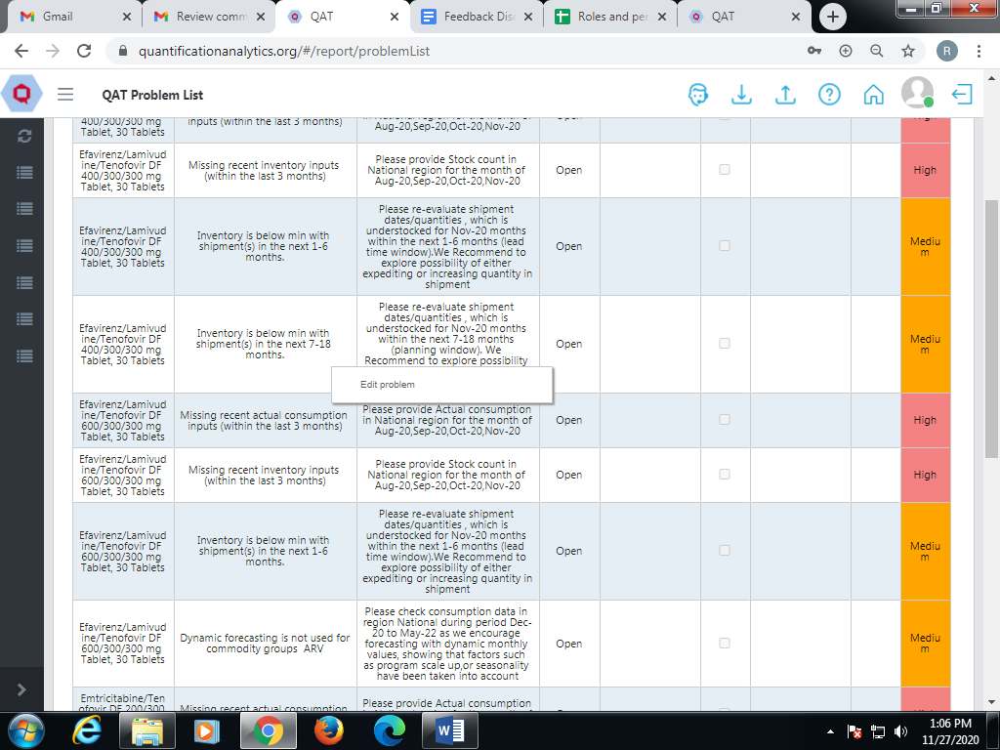 Gmail
Review comm
QAT
Feedback Dis
Roles and per
QAT
quantificationanalytics.org/#/report/problemList
R
QAT Problem List
400/300/300 mg
Tablet, 30 Tablets
inputs (within the last 3 months)
Aug-20,Sep-20,Oct-20,Nov-20
Efavirenz/Lamivud
ine/Tenofovir DF
400/300/300 mg
Tablet, 30 Tablets
Missing recent inventory inputs
(within the last 3 months)
Please provide Stock count in
National region for the month of
Aug-20,Sep-20,Oct-20,Nov-20
Open
High
Efavirenz/Lamivud
ine/Tenofovir DF
400/300/300 mg
Tablet, 30 Tablets
Inventory is below min with
shipment(s) in the next 1-6
months.
Please re-evaluate shipment
dates/quantities , which is
understocked for Nov-20 months
within the next 1-6 months (lead
time window).We Recommend to
explore possibility of either
expediting or increasing quantity in
shipment
Open
Mediu
m
Efavirenz/Lamivud
ine/Tenofovir DF
400/300/300 mg
Tablet, 30 Tablets
Inventory is below min with
shipment(s) in the next 7-18
months.
Please re-evaluate shipment
dates/quantities , which is
understocked for Nov-20 months
within the next 7-18 months
(planning window). We
Recommend to explore possibility
Open
Mediu
m
Edit problem
Efavirenz/Lamivud
ine/Tenofovir DF
600/300/300 mg
Tablet, 30 Tablets
Missing recent actual consumption
inputs (within the last 3 months)
Please provide Actual consumption
in National region for the month of
Aug-20,Sep-20,Oct-20,Nov-20
Open
High
Efavirenz/Lamivud
ine/Tenofovir DF
600/300/300 mg
Tablet, 30 Tablets
Missing recent inventory inputs
(within the last 3 months)
Please provide Stock count in
National region for the month of
Aug-20,Sep-20,Oct-20,Nov-20
Open
High
Efavirenz/Lamivud
ine/Tenofovir DF
600/300/300 mg
Tablet, 30 Tablets
Inventory is below min with
shipment(s) in the next 1-6
months.
Please re-evaluate shipment
dates/quantities , which is
understocked for Nov-20 months
within the next 1-6 months (lead
time window).We Recommend to
explore possibility of either
expediting or increasing quantity in
shipment
Open
Mediu
m
Efavirenz/Lamivud
ine/Tenofovir DF
600/300/300 mg
Tablet, 30 Tablets
Dynamic forecasting is not used for
commodity groups ARV
Please check consumption data in
region National during period Dec-
20 to May-22 as we encourage
forecasting with dynamic monthly
values, showing that factors such
as program scale up,or seasonality
have been taken into account
Open
Mediu
m
Emtricitabine/Ten
ofovir DF 200/300
Missing recent actual consumption
Please provide Actual consumption
1:06 PM
11/27/2020